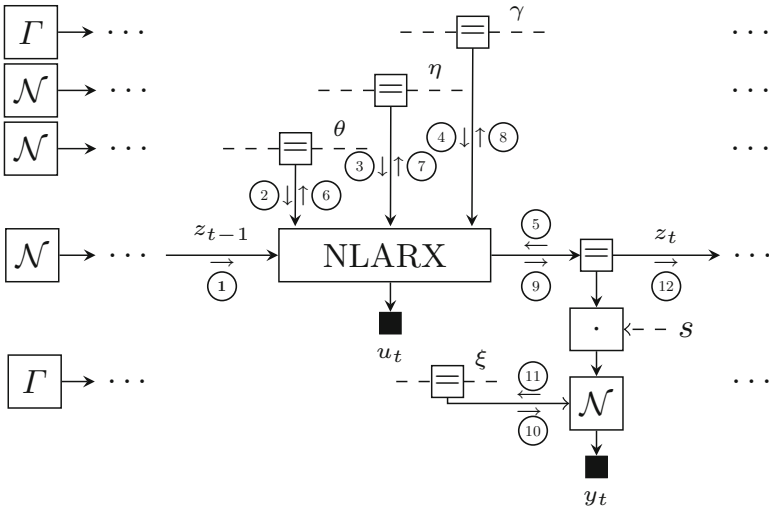 Γ ··· γ ···
𝒩 ··· η ···
𝒩 ··· θ ···
④ ↓ ↑ ⑧
③ ↓ ↑ ⑦
② ↓ ↑ ⑥
𝒩 ··· z_{t−1} → ① NLARX ⑤ ← → ⑨ = z_t → ⑫ ···
u_t
· s
Γ ··· ξ ⑪ ← → ⑩ 𝒩 ···
y_t